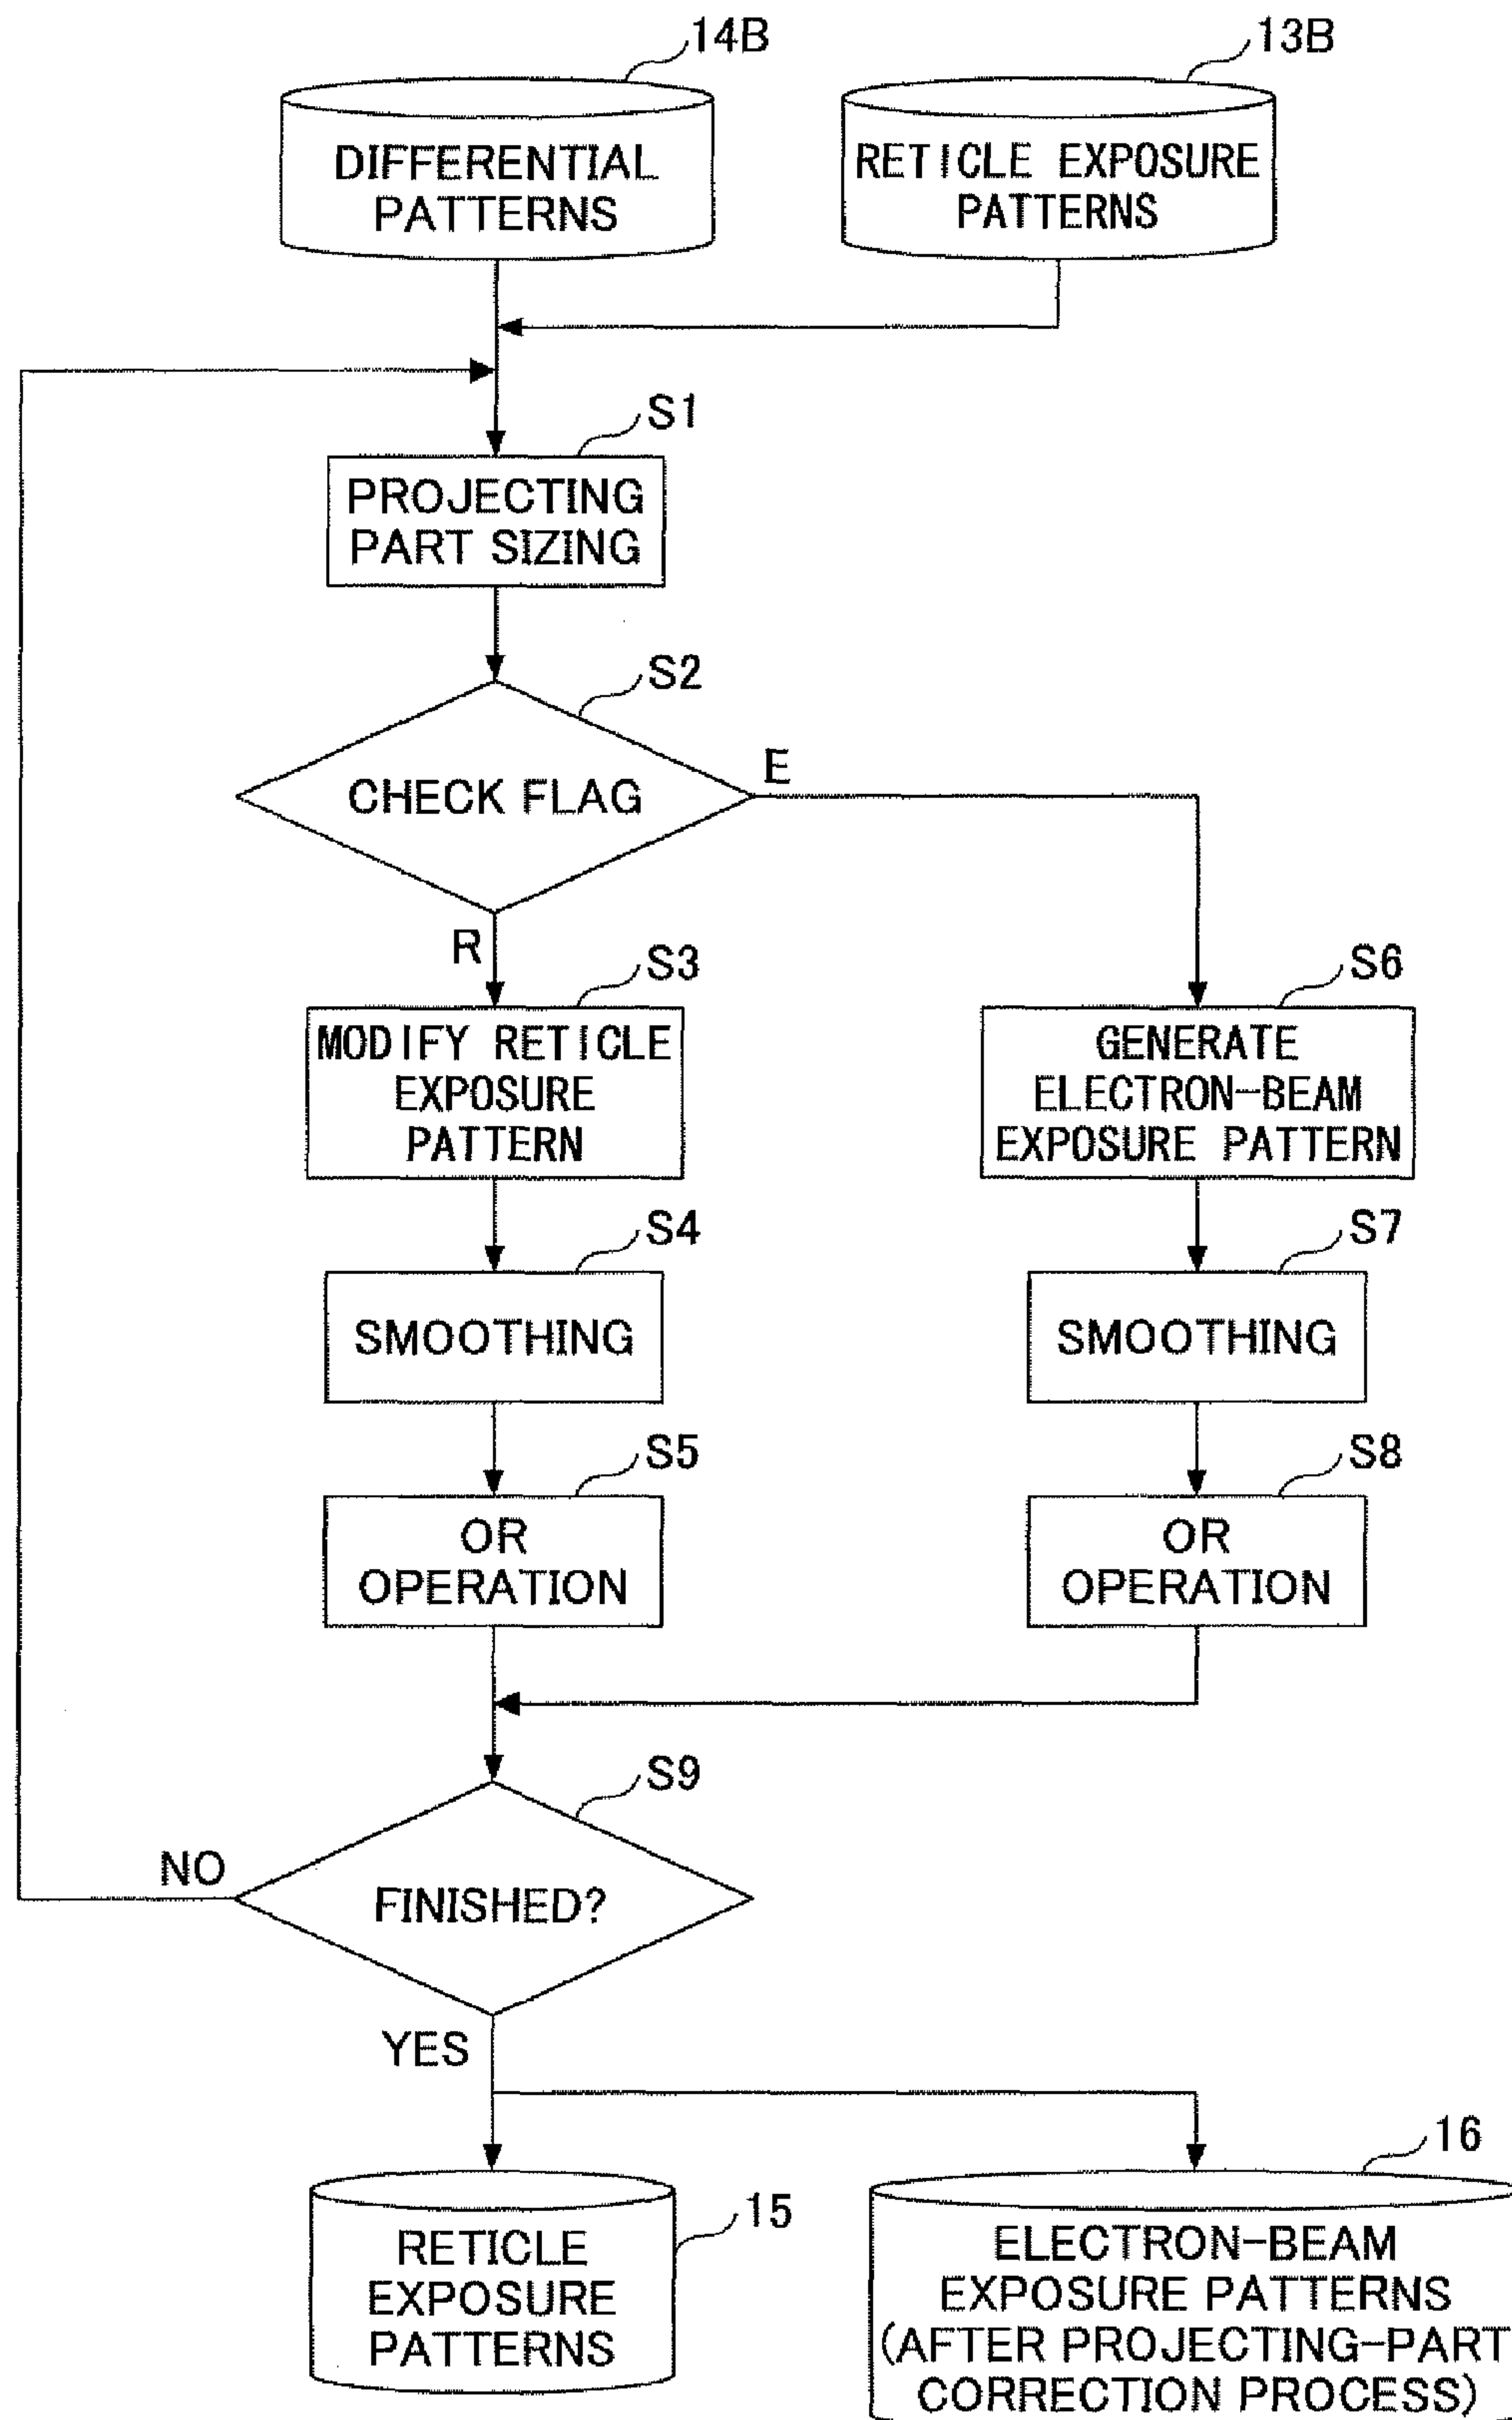 14B
13B
DIFFERENTIAL
PATTERNS
RETICLE EXPOSURE
PATTERNS
S1
PROJECTING
PART SIZING
S2
CHECK FLAG
E
R
S3
MODIFY RETICLE
EXPOSURE
PATTERN
S6
GENERATE
ELECTRON-BEAM
EXPOSURE PATTERN
S4
SMOOTHING
S7
SMOOTHING
S5
OR
OPERATION
S8
OR
OPERATION
S9
FINISHED?
NO
YES
15
RETICLE
EXPOSURE
PATTERNS
16
ELECTRON-BEAM
EXPOSURE PATTERNS
(AFTER PROJECTING-PART
CORRECTION PROCESS)